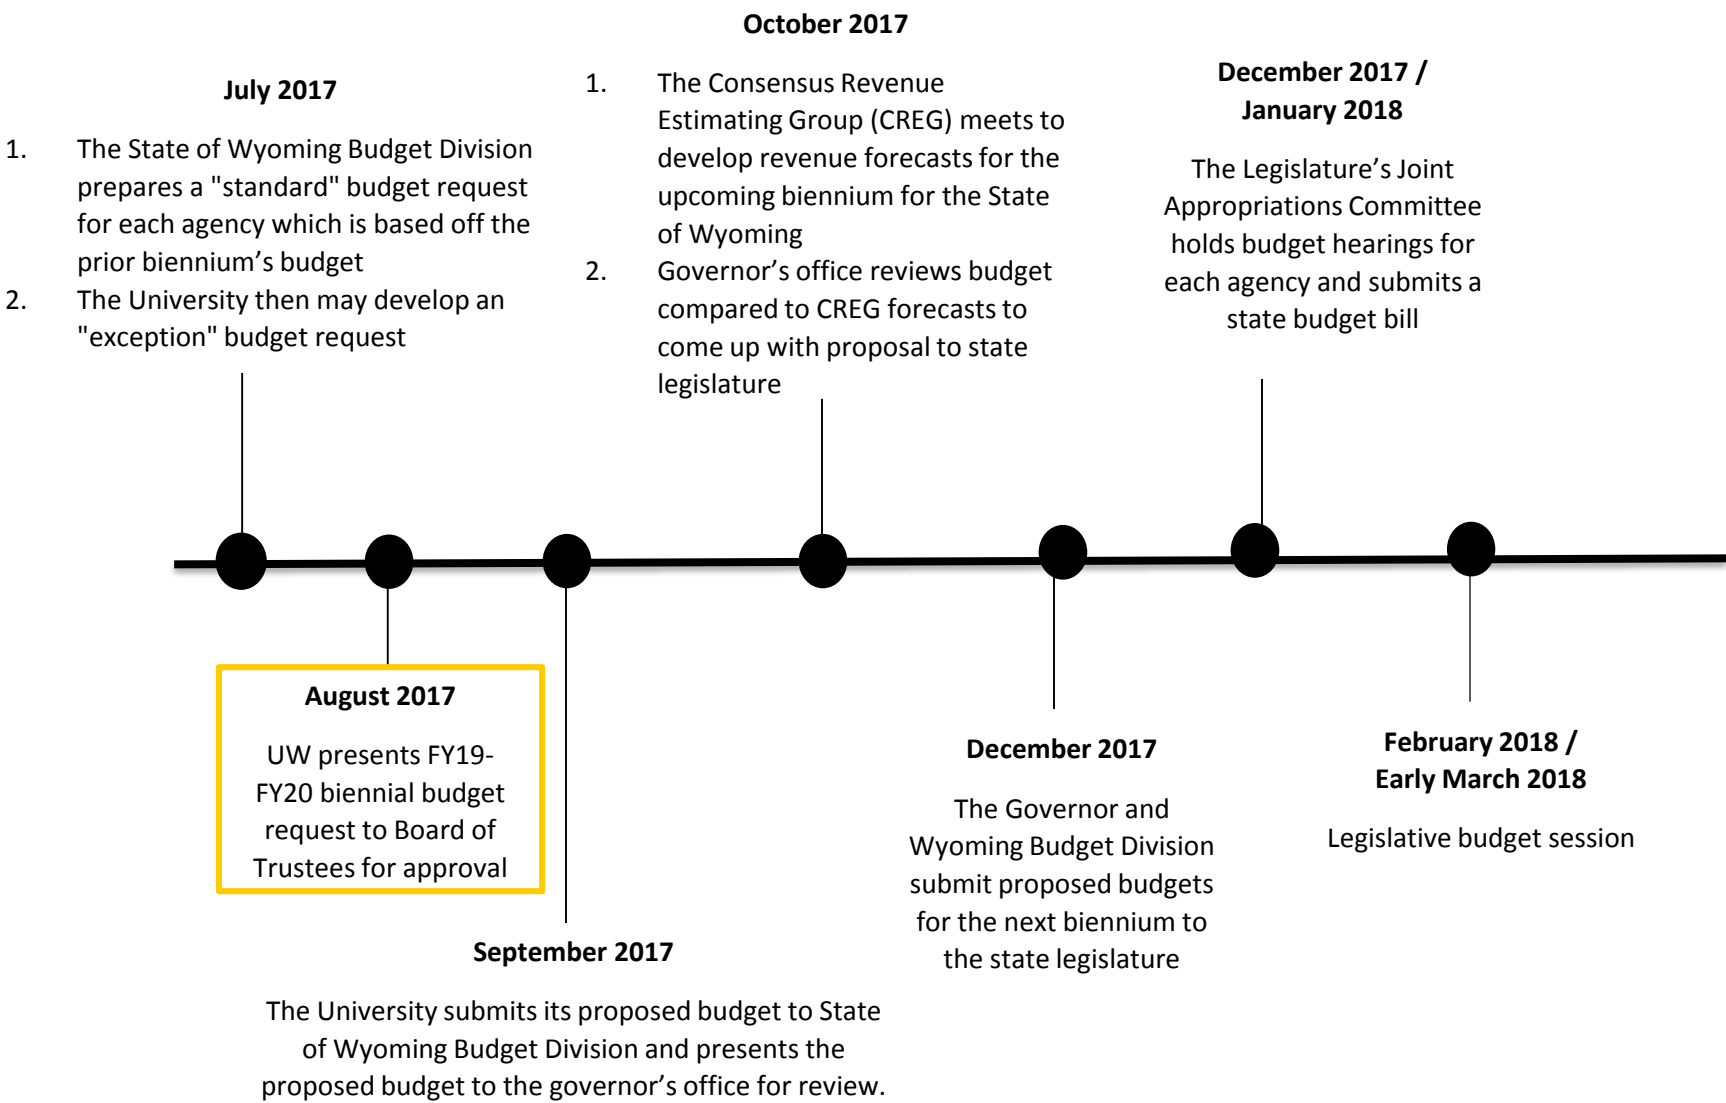 July 2017
1. The State of Wyoming Budget Division
prepares a "standard" budget request
for each agency which is based off the
prior biennium’s budget
2. The University then may develop an
"exception" budget request
October 2017
1. The Consensus Revenue
Estimating Group (CREG) meets to
develop revenue forecasts for the
upcoming biennium for the State
of Wyoming
2. Governor’s office reviews budget
compared to CREG forecasts to
come up with proposal to state
legislature
December 2017 /
January 2018
The Legislature’s Joint
Appropriations Committee
holds budget hearings for
each agency and submits a
state budget bill
August 2017
UW presents FY19-
FY20 biennial budget
request to Board of
Trustees for approval
September 2017
The University submits its proposed budget to State
of Wyoming Budget Division and presents the
proposed budget to the governor’s office for review.
December 2017
The Governor and
Wyoming Budget Division
submit proposed budgets
for the next biennium to
the state legislature
February 2018 /
Early March 2018
Legislative budget session